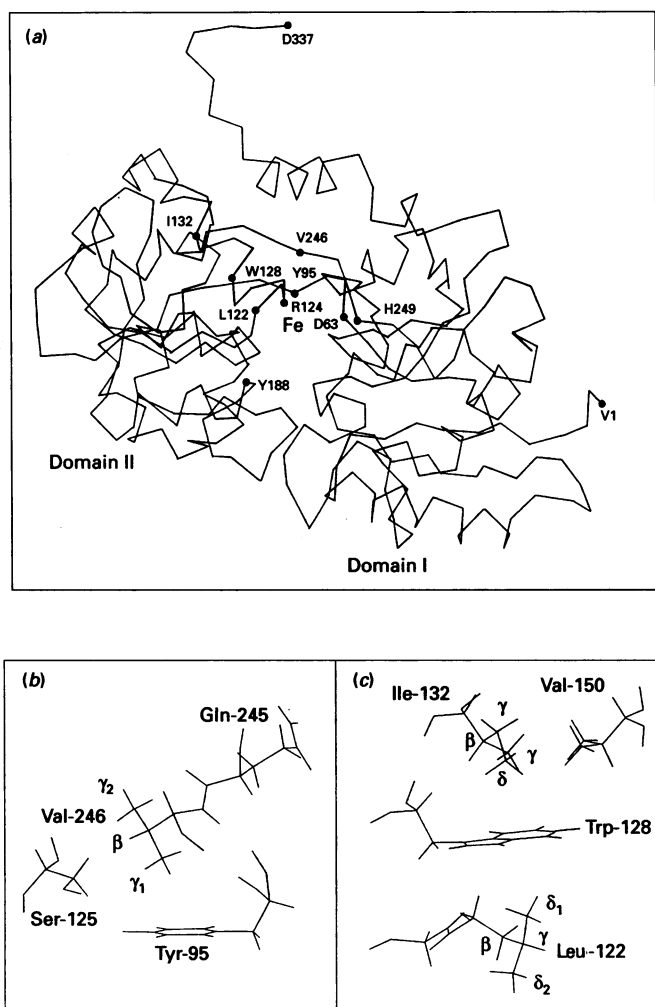 (a)
D337
I132
V246
W128
Y95
L122
R124
H249
Fe
D63
Y188
V1
Domain II
Domain I
(b)
Gln-245
γ2
Val-246
β
γ1
Ser-125
Tyr-95
(c)
Ile-132
γ
Val-150
β
γ
δ
Trp-128
δ1
β
γ
Leu-122
δ2